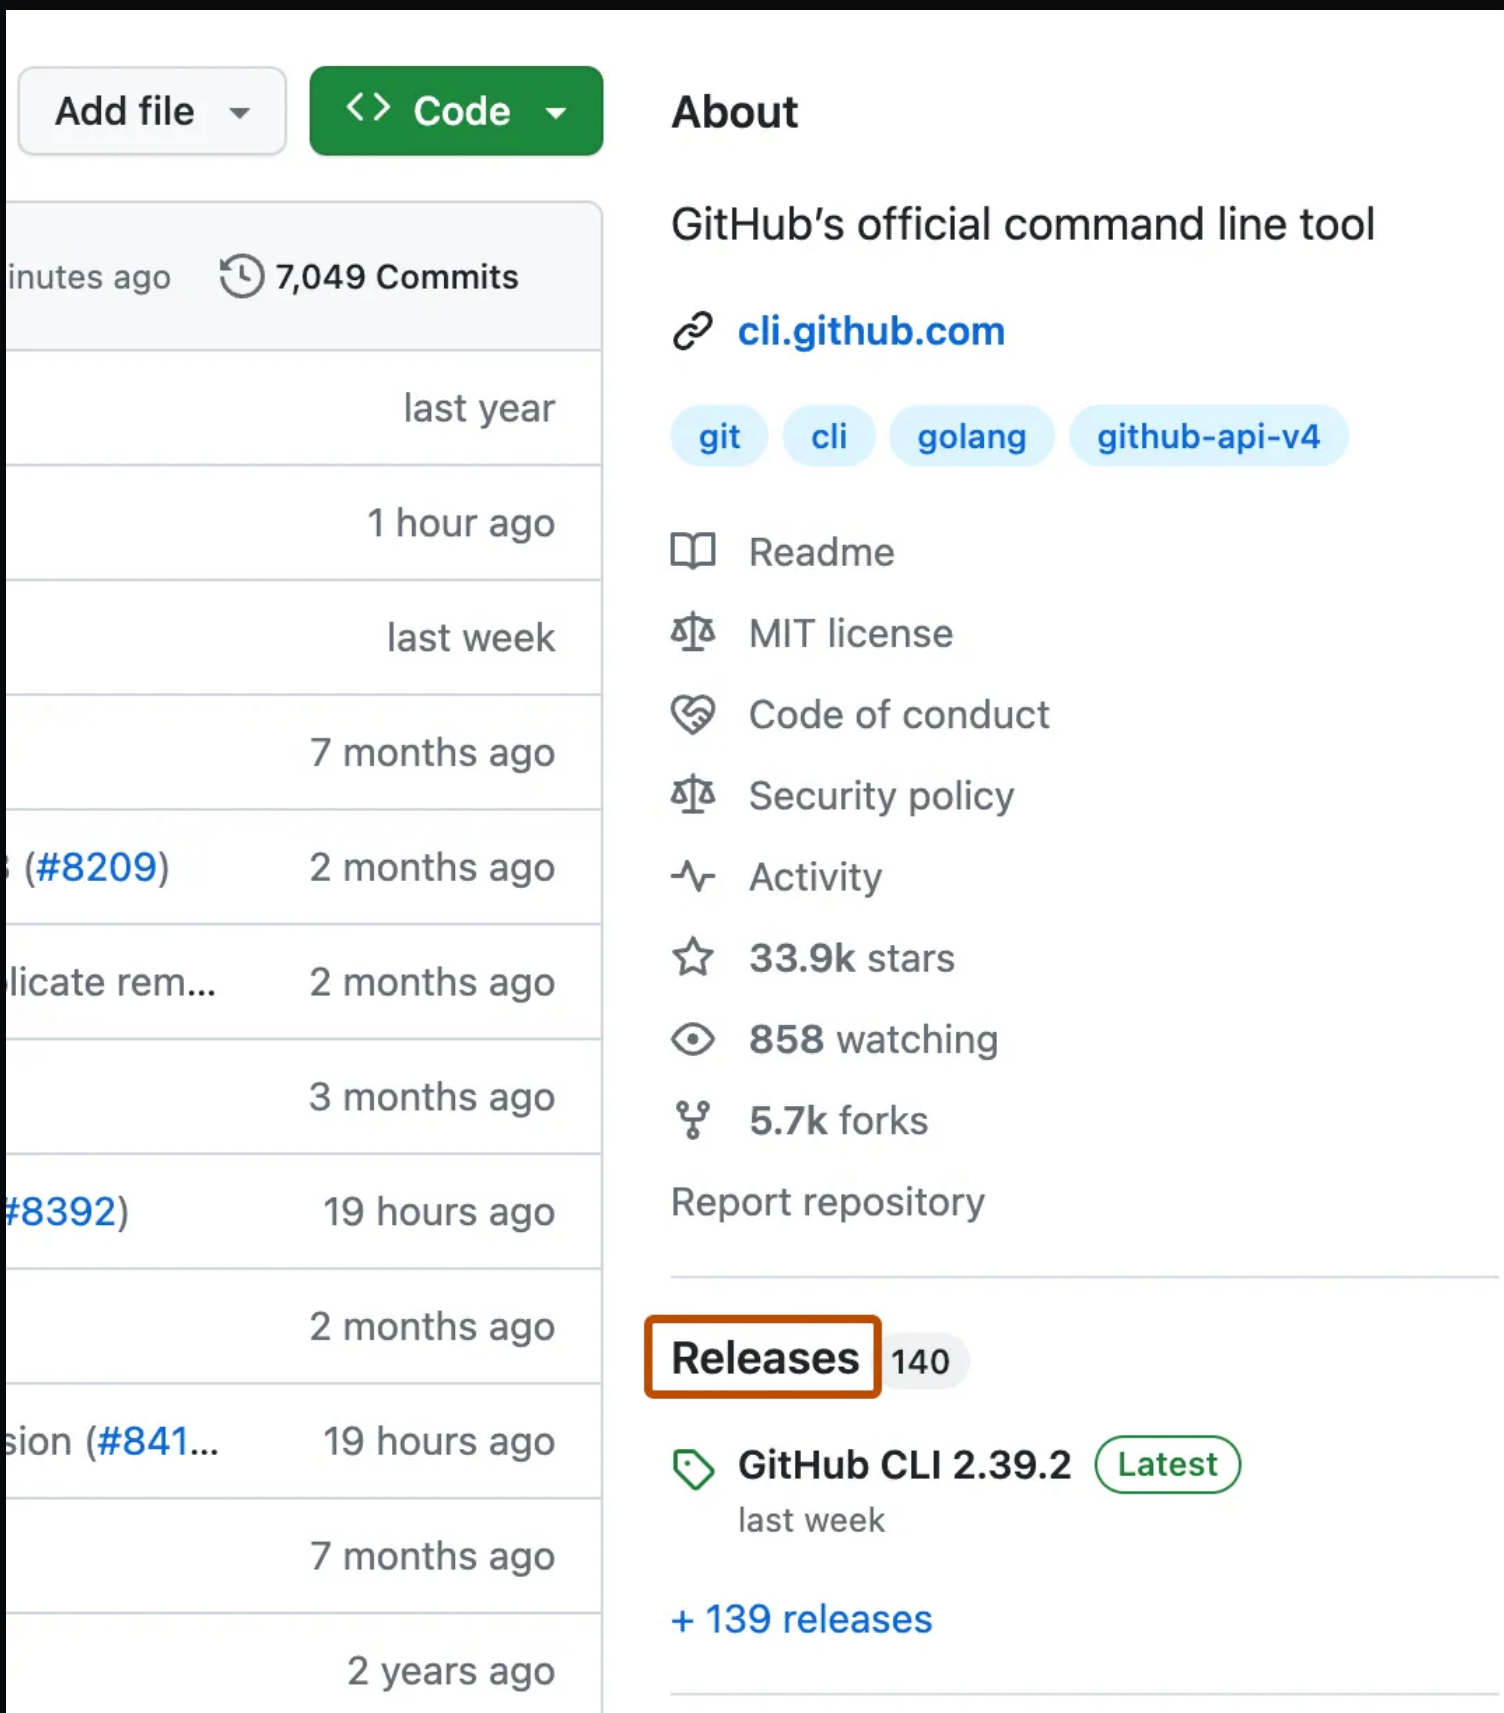 Add file
Code
inutes ago 7,049 Commits
last year
1 hour ago
last week
7 months ago
(#8209) 2 months ago
licate rem... 2 months ago
3 months ago
#8392) 19 hours ago
2 months ago
sion (#841... 19 hours ago
7 months ago
2 years ago
About
GitHub’s official command line tool
cli.github.com
git cli golang github-api-v4
Readme
MIT license
Code of conduct
Security policy
Activity
33.9k stars
858 watching
5.7k forks
Report repository
Releases 140
GitHub CLI 2.39.2 Latest
last week
+ 139 releases